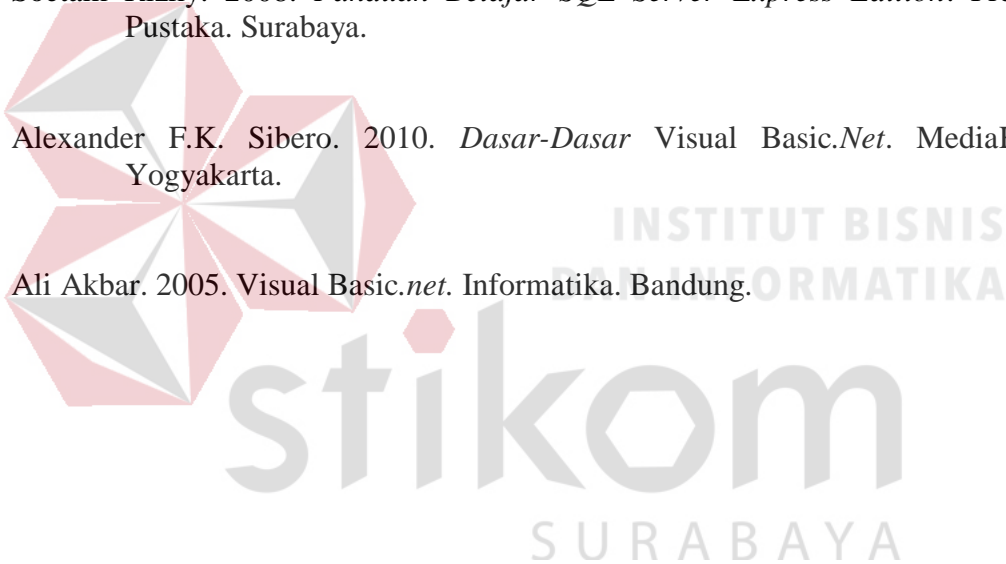 2008.
Pustaka. Surabaya.
Alexander F.K. Sibero. 2010. Dasar-Dasar Visual Basic.Net.
Yogyakarta.
INSTITUT BISNIS
Ali Akbar. 2005. Visual Basic.net. Informatika. Bandung.
DAN INFORMATIKA
stikom
SURABAYA